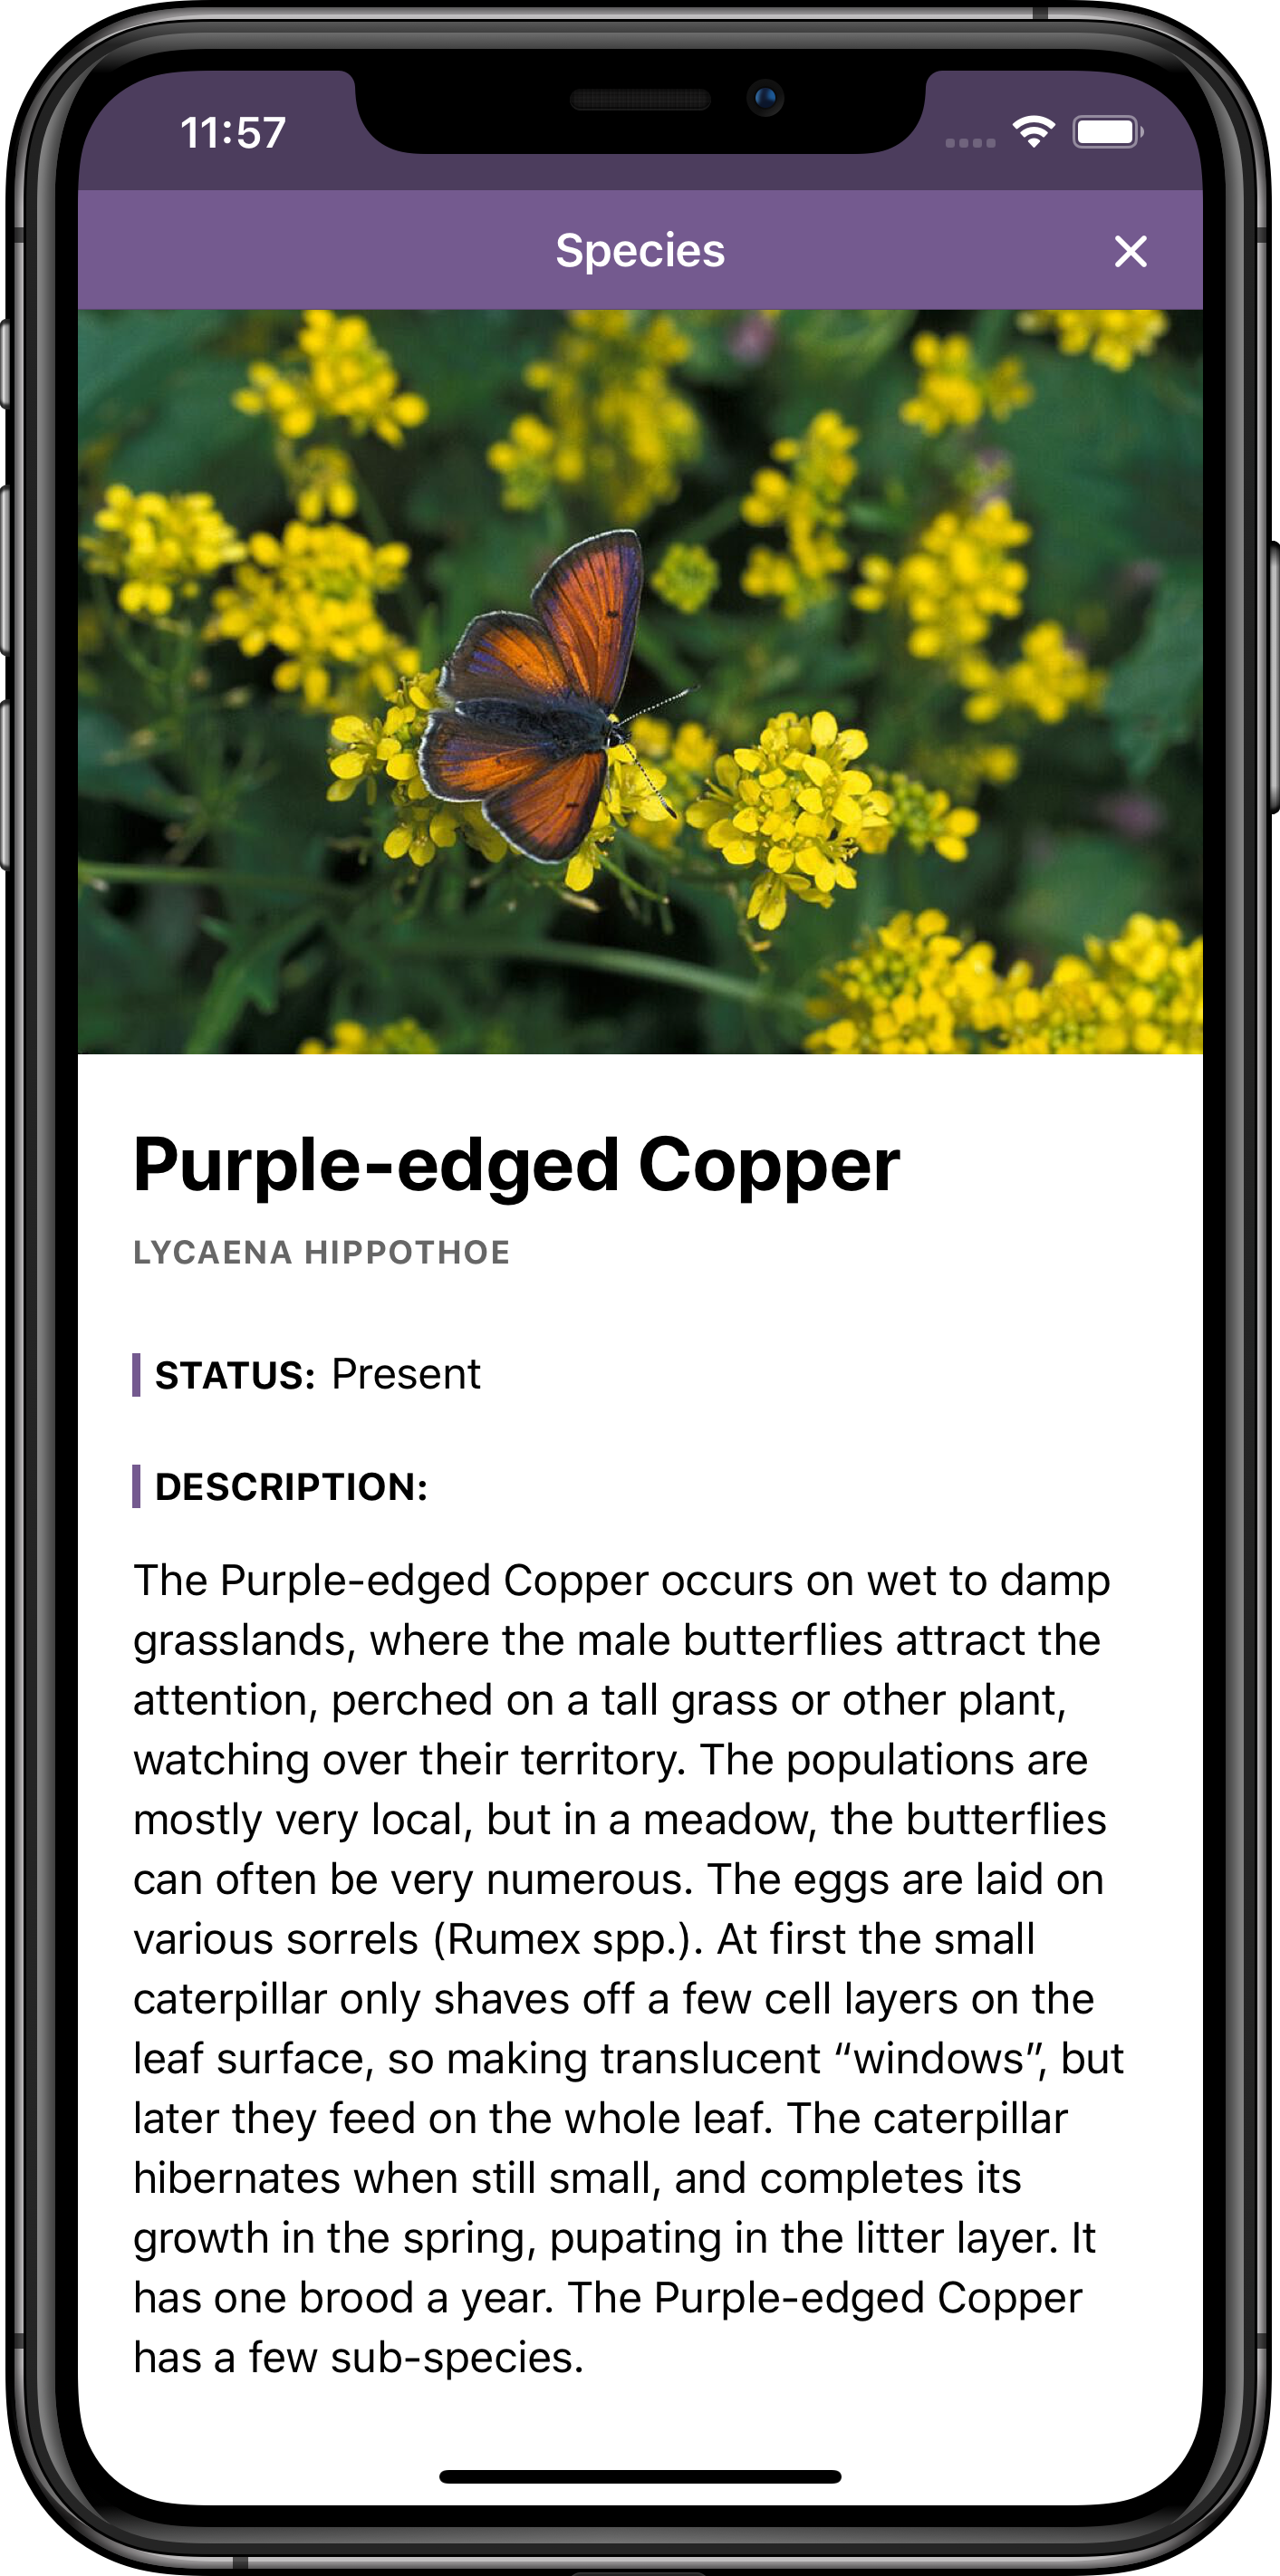 11:57
Species
Purple-edged Copper
LYCAENA HIPPOTHOE
STATUS: Present
DESCRIPTION:
The Purple-edged Copper occurs on wet to damp
grasslands, where the male butterflies attract the
attention, perched on a tall grass or other plant,
watching over their territory. The populations are
mostly very local, but in a meadow, the butterflies
can often be very numerous. The eggs are laid on
various sorrels (Rumex spp.). At first the small
caterpillar only shaves off a few cell layers on the
leaf surface, so making translucent “windows”, but
later they feed on the whole leaf. The caterpillar
hibernates when still small, and completes its
growth in the spring, pupating in the litter layer. It
has one brood a year. The Purple-edged Copper
has a few sub-species.